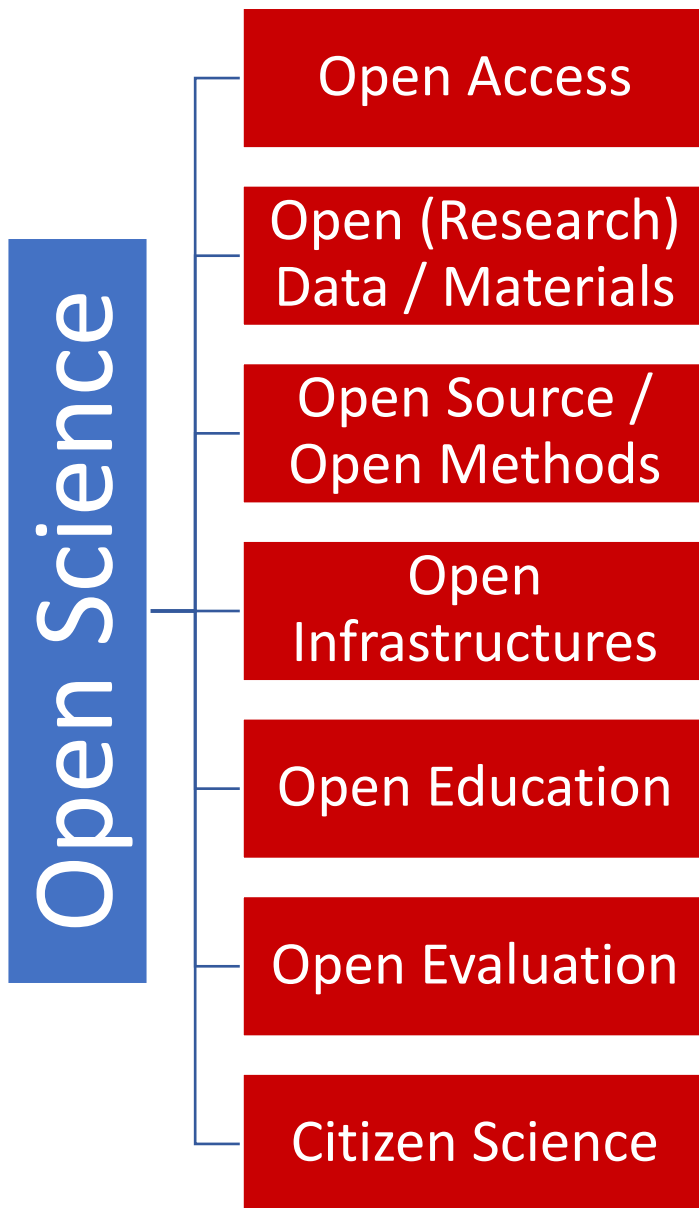 Open Science
Open Access
Open (Research)
Data / Materials
Open Source /
Open Methods
Open
Infrastructures
Open Education
Open Evaluation
Citizen Science